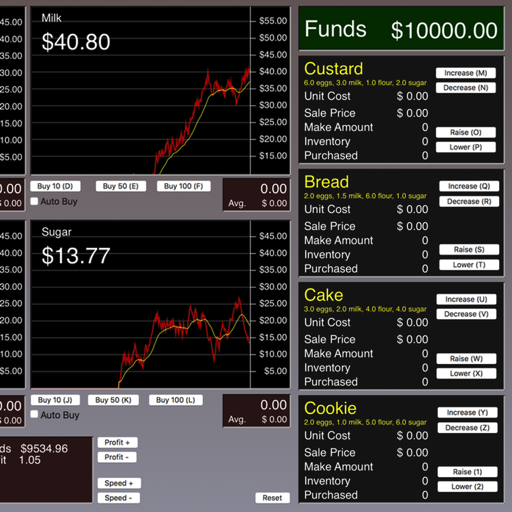 Milk
$40.80
45.00
40.00
35.00
30.00
25.00
20.00
15.00
10.00
$5.00
$55.00
$50.00
$45.00
$40.00
$35.00
$30.00
$25.00
$20.00
$15.00
0.00
$ 0.00
Buy 10 (D)
Buy 50 (E)
Buy 100 (F)
Auto Buy
0.00
Avg. $ 0.00
Sugar
$13.77
45.00
40.00
35.00
30.00
25.00
20.00
15.00
10.00
$5.00
$45.00
$40.00
$35.00
$30.00
$25.00
$20.00
$15.00
$10.00
$5.00
0.00
$ 0.00
Buy 10 (J)
Buy 50 (K)
Buy 100 (L)
Auto Buy
0.00
Avg. $ 0.00
ds $9534.96
it 1.05
Profit +
Profit -
Speed +
Speed -
Reset
Funds $10000.00
Custard
6.0 eggs, 3.0 milk, 1.0 flour, 2.0 sugar
Unit Cost $ 0.00
Sale Price $ 0.00
Make Amount 0
Inventory 0
Purchased 0
Increase (M)
Decrease (N)
Raise (O)
Lower (P)
Bread
2.0 eggs, 1.5 milk, 6.0 flour, 1.0 sugar
Unit Cost $ 0.00
Sale Price $ 0.00
Make Amount 0
Inventory 0
Purchased 0
Increase (Q)
Decrease (R)
Raise (S)
Lower (T)
Cake
3.0 eggs, 2.0 milk, 4.0 flour, 4.0 sugar
Unit Cost $ 0.00
Sale Price $ 0.00
Make Amount 0
Inventory 0
Purchased 0
Increase (U)
Decrease (V)
Raise (W)
Lower (X)
Cookie
2.0 eggs, 1.0 milk, 5.0 flour, 6.0 sugar
Unit Cost $ 0.00
Sale Price $ 0.00
Make Amount 0
Inventory 0
Purchased 0
Increase (Y)
Decrease (Z)
Raise (1)
Lower (2)